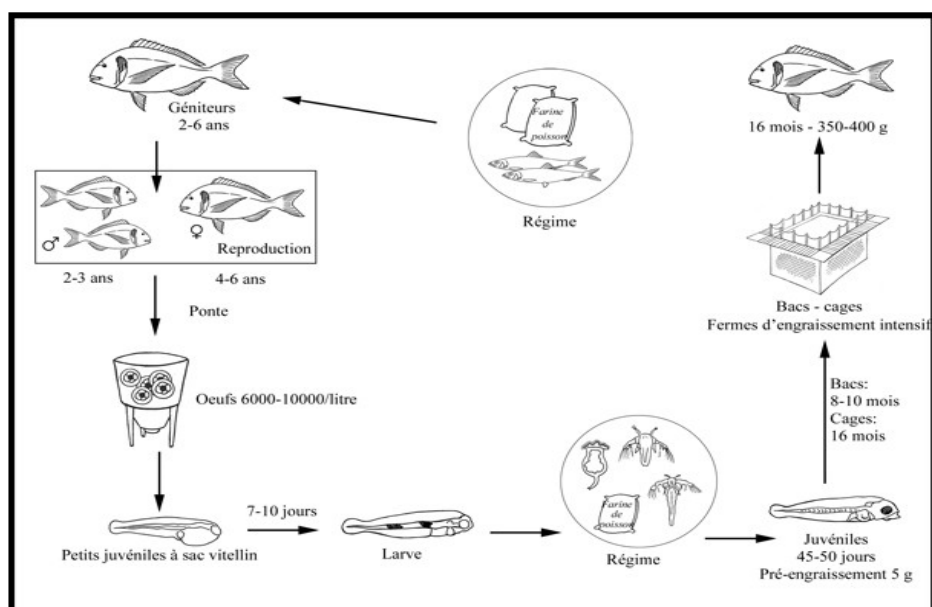 Géniteurs
2-6 ans
Farine
de
poisson
Régime
16 mois - 350-400 g
♂
♀
Reproduction
2-3 ans
4-6 ans
Ponte
Oeufs 6000-10000/litre
Bacs - cages
Fermes d'engraissement intensif
Bacs:
8-10 mois
Cages:
16 mois
7-10 jours
Petits juvéniles à sac vitellin
Larve
Farine
de
poisson
Régime
Juvéniles
45-50 jours
Pré-engraissement 5 g